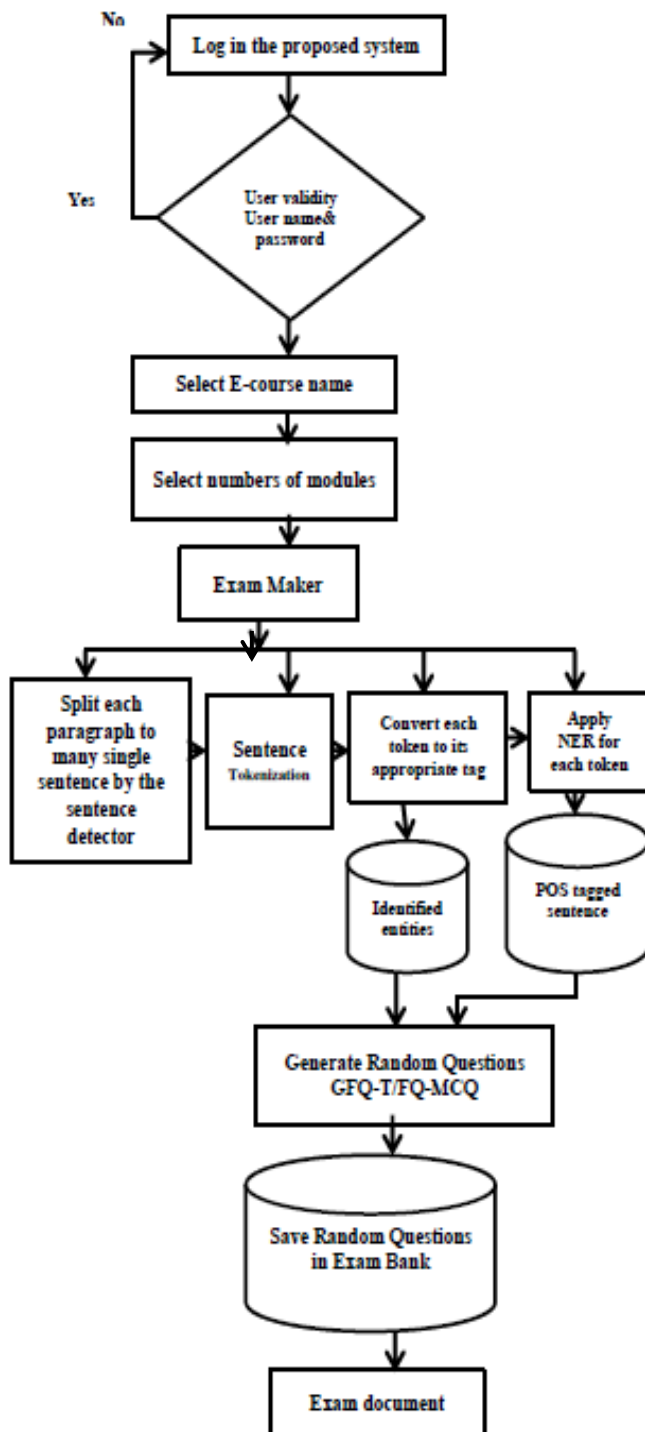 No
Log in the proposed system
Yes
User validity
User name&
password
Select E-course name
Select numbers of modules
Exam Maker
Split each
paragraph to
many single
sentence by the
sentence
detector
Sentence
Tokenization
Convert each
token to its
appropriate tag
Apply
NER for
each token
Identified
entities
POS tagged
sentence
Generate Random Questions
GFQ-T/FQ-MCQ
Save Random Questions
in Exam Bank
Exam document